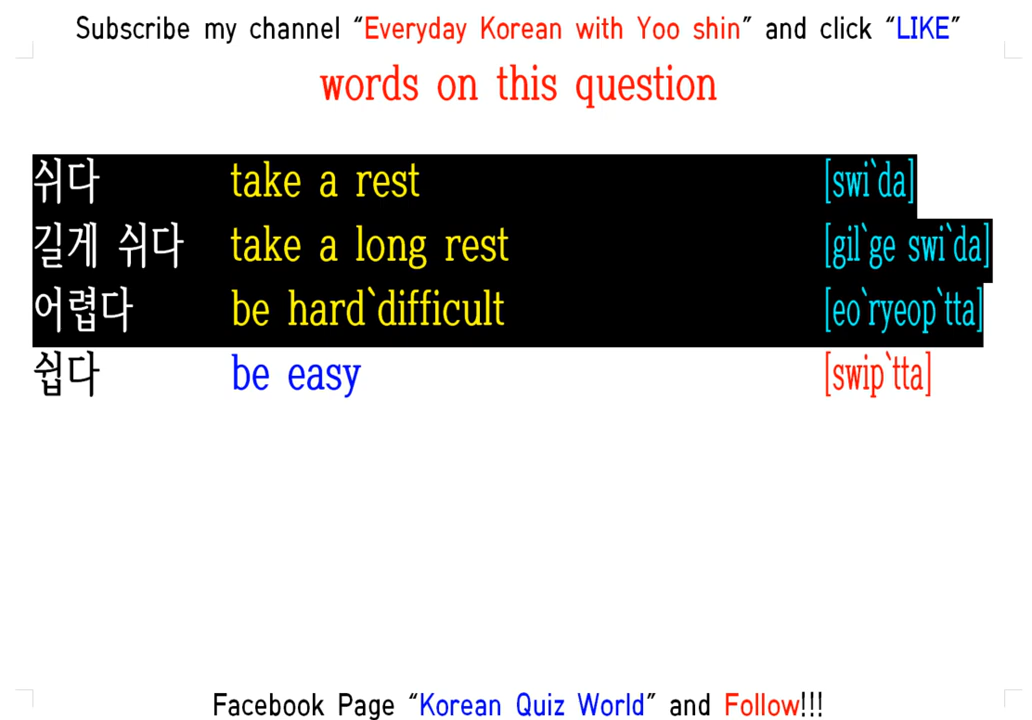 Subscribe my channel “Everyday Korean with Yoo shin” and click “LIKE”
words on this question
쉬다 take a rest [swi`da]
길게 쉬다 take a long rest [gil`ge swi`da]
어렵다 be hard`difficult [eo`ryeop`tta]
쉽다 be easy [swip`tta]
Facebook Page “Korean Quiz World” and Follow!!!